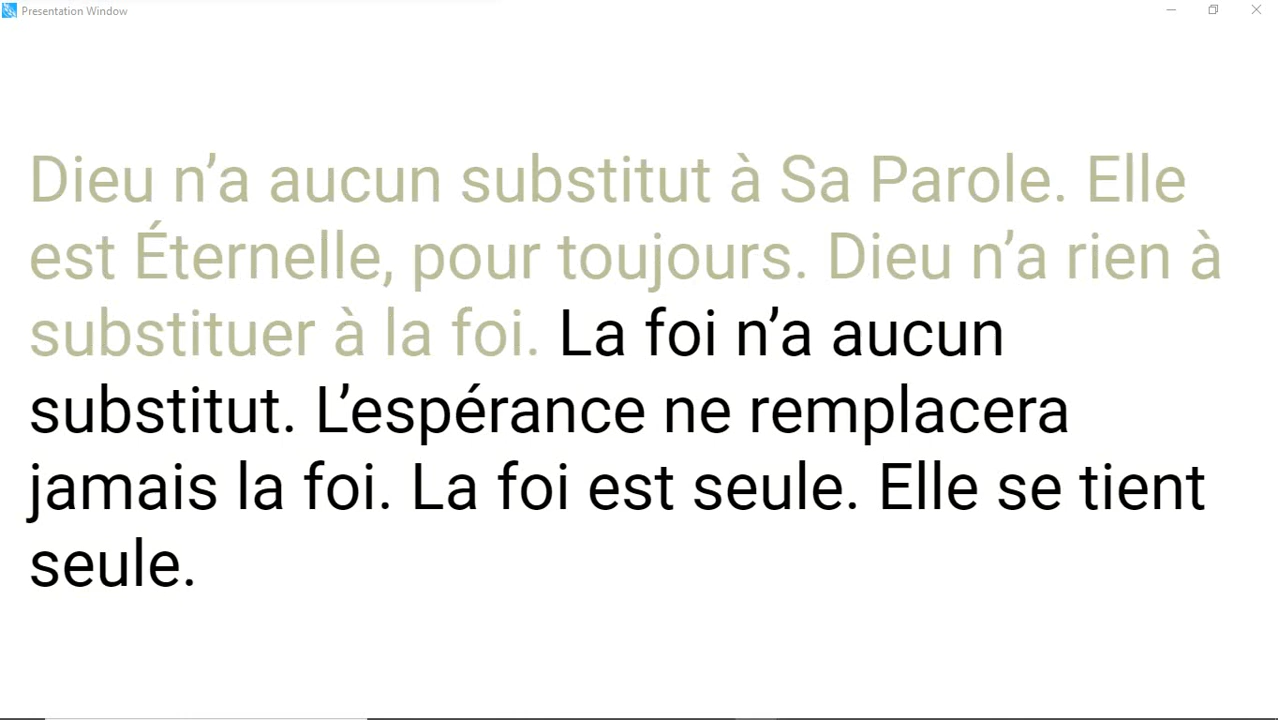 Presentation Window
Dieu n’a aucun substitut à Sa Parole. Elle
est Éternelle, pour toujours. Dieu n’a rien à
substituer à la foi. La foi n’a aucun
substitut. L’espérance ne remplacera
jamais la foi. La foi est seule. Elle se tient
seule.